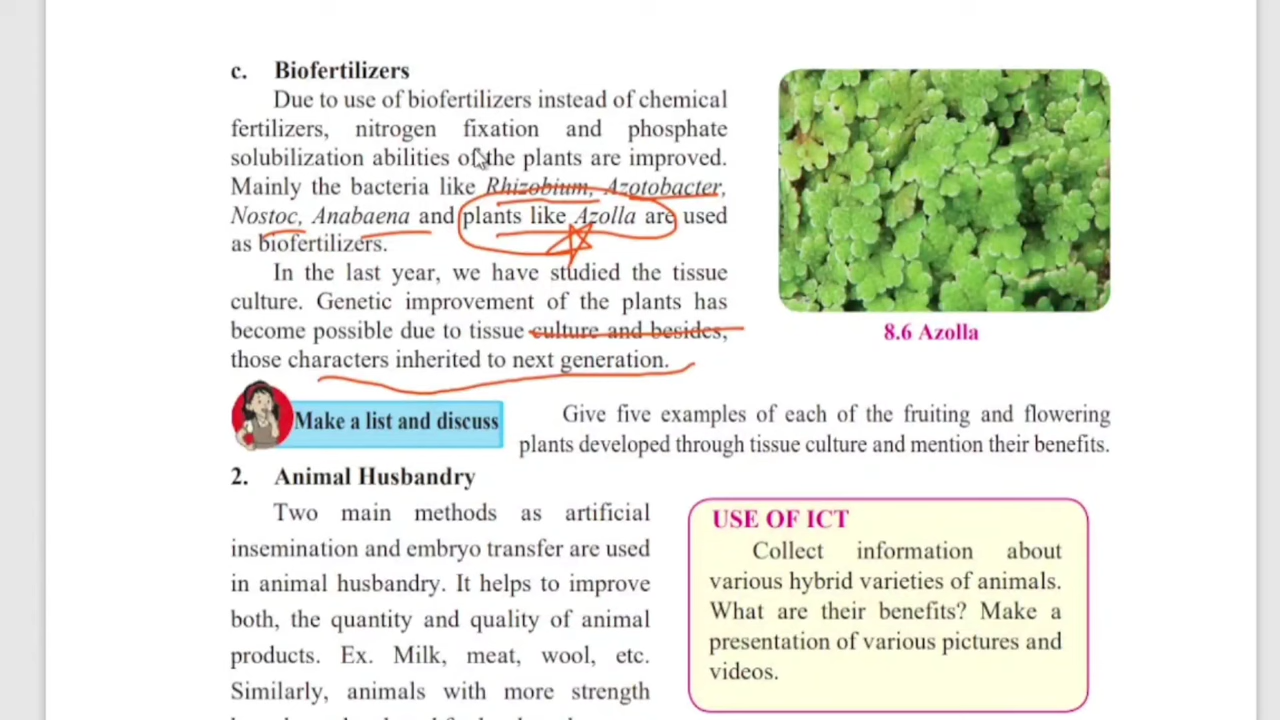 c. Biofertilizers
Due to use of biofertilizers instead of chemical
fertilizers, nitrogen fixation and phosphate
solubilization abilities of the plants are improved.
Mainly the bacteria like Rhizobium, Azotobacter,
Nostoc, Anabaena and plants like Azolla are used
as biofertilizers.
In the last year, we have studied the tissue
culture. Genetic improvement of the plants has
become possible due to tissue culture and besides,
those characters inherited to next generation.
8.6 Azolla
Make a list and discuss
Give five examples of each of the fruiting and flowering
plants developed through tissue culture and mention their benefits.
2. Animal Husbandry
Two main methods as artificial
insemination and embryo transfer are used
in animal husbandry. It helps to improve
both, the quantity and quality of animal
products. Ex. Milk, meat, wool, etc.
Similarly, animals with more strength
USE OF ICT
Collect information about
various hybrid varieties of animals.
What are their benefits? Make a
presentation of various pictures and
videos.